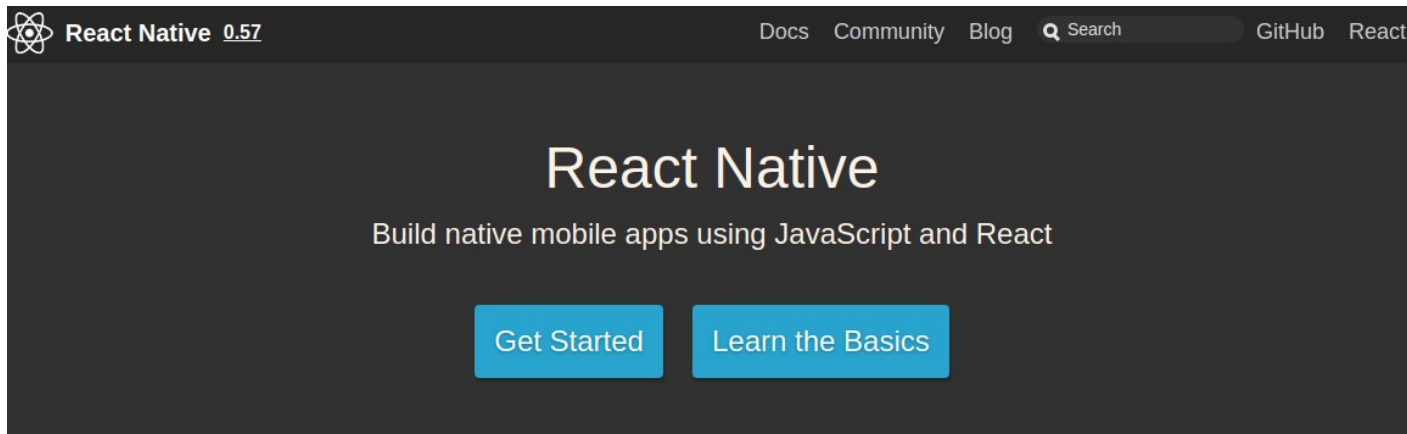 React Native 0.57 Docs Community Blog Search GitHub React
React Native
Build native mobile apps using JavaScript and React
Get Started Learn the Basics